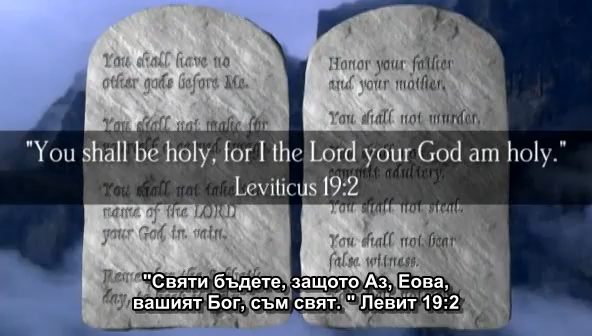 You shall have no
other gods before Me.
You shall not make for
You shall not take
name of the LORD
your God in vain.
day,
Honor your father
and your mother.
You shall not murder.
commit adultery.
You shall not steal.
You shall not bear
false witness.
"You shall be holy, for I the Lord your God am holy."
Leviticus 19:2
"Святи бъдете, защото Аз, Еова,
вашият Бог, съм свят. " Левит 19:2